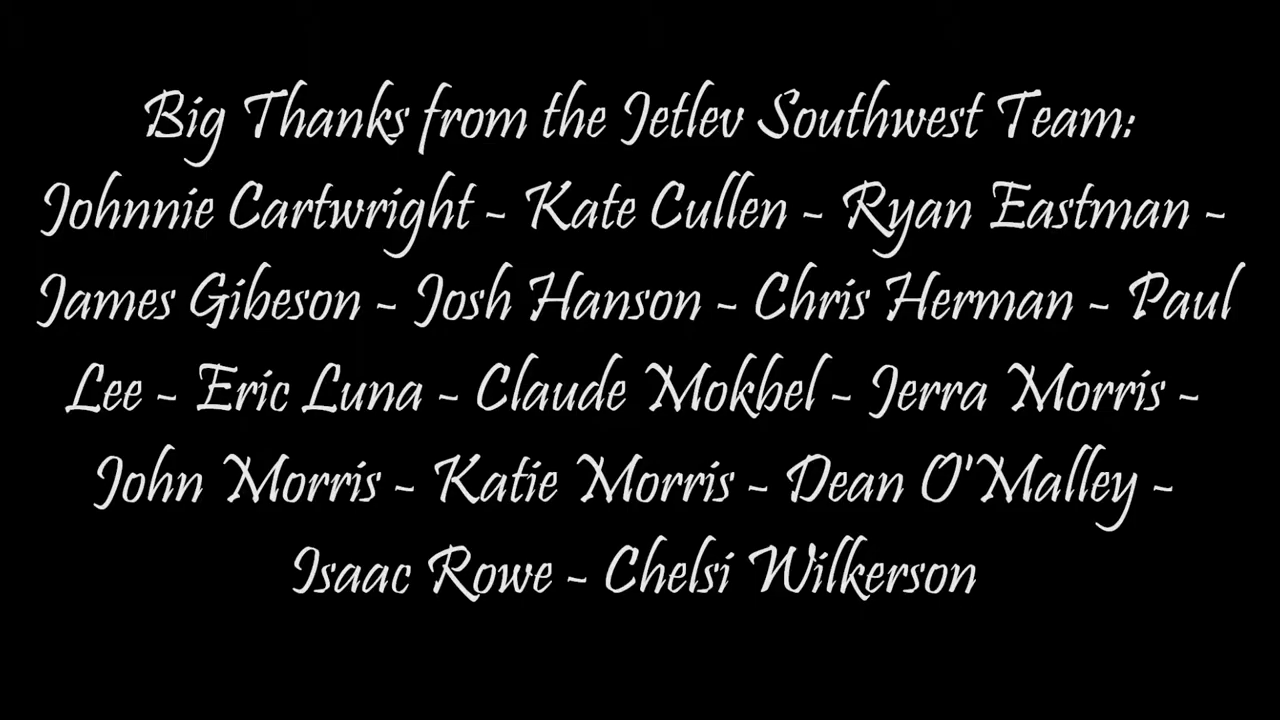 Big Thanks from the Jetlev Southwest Team:
Johnnie Cartwright - Kate Cullen - Ryan Eastman -
James Gibeson - Josh Hanson - Chris Herman - Paul
Lee - Eric Luna - Claude Mokbel - Jerra Morris -
John Morris - Katie Morris - Dean O'Malley -
Isaac Rowe - Chelsi Wilkerson